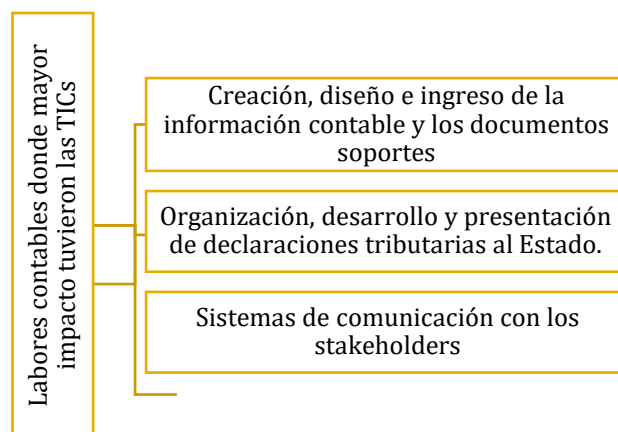 Labores contables donde mayor
impacto tuvieron las TICs
Creación, diseño e ingreso de la
información contable y los documentos
soportes
Organización, desarrollo y presentación
de declaraciones tributarias al Estado.
Sistemas de comunicación con los
stakeholders